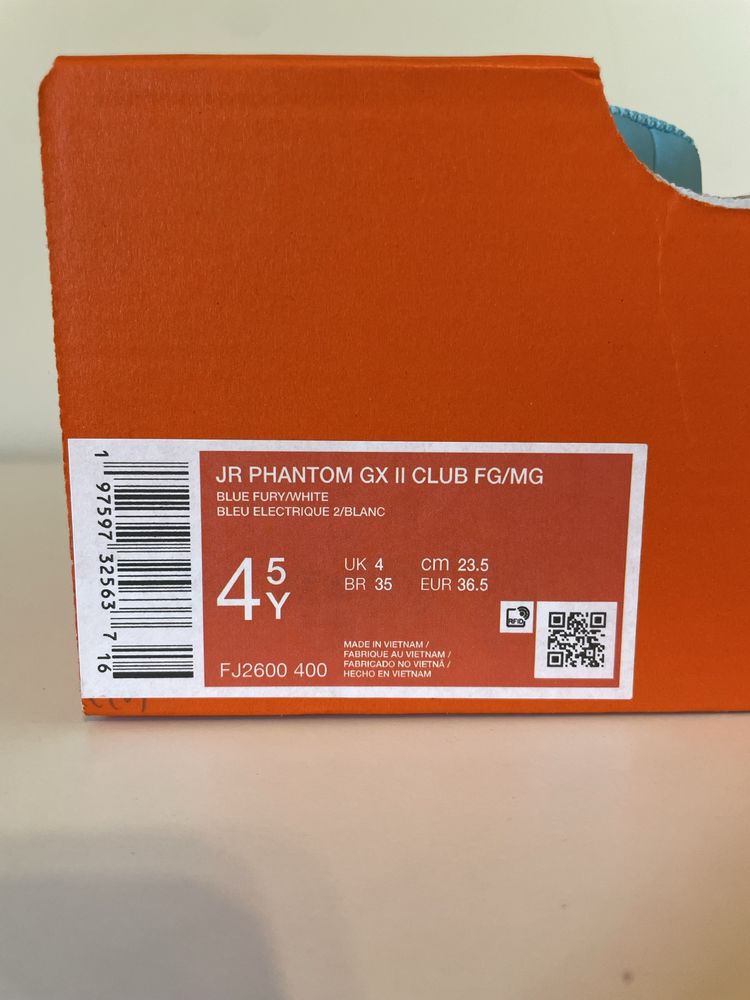 1 97597 32563 7 16
JR PHANTOM GX II CLUB FG/MG
BLUE FURY/WHITE
BLEU ELECTRIQUE 2/BLANC
4 5 Y
UK 4 cm 23.5
BR 35 EUR 36.5
RFID
FJ2600 400
MADE IN VIETNAM /
FABRIQUE AU VIETNAM /
FABRICADO NO VIETNÃ /
HECHO EN VIETNAM